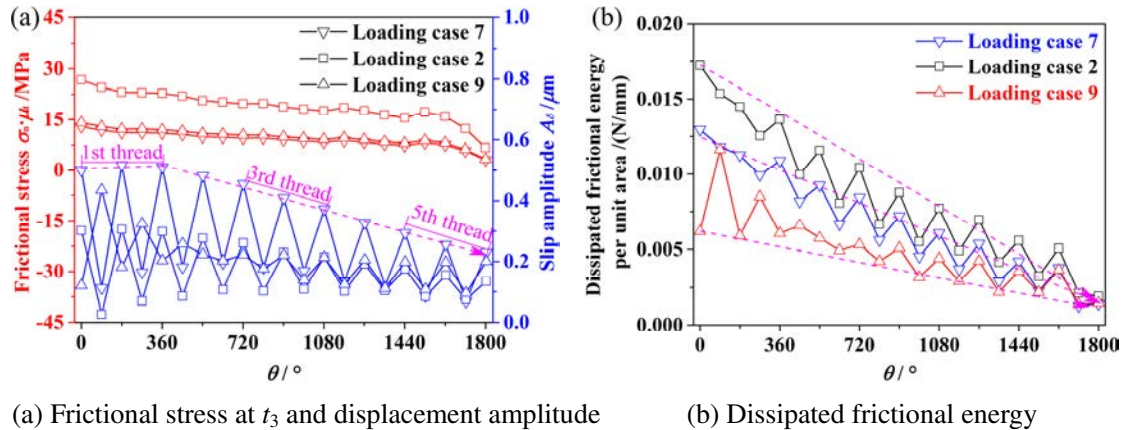 (a)
Frictional stress σₙ·μₜ /MPa
45
30
15
0
-15
-30
-45
Loading case 7
Loading case 2
Loading case 9
1st thread
3rd thread
5th thread
1.0
0.8
0.6
0.4
0.2
0.0
Slip amplitude Aδ /μm
0 360 720 1080 1440 1800
θ / °
(b)
Dissipated frictional energy
per unit area /(N/mm)
0.020
0.015
0.010
0.005
0.000
Loading case 7
Loading case 2
Loading case 9
0 360 720 1080 1440 1800
θ / °
(a) Frictional stress at t₃ and displacement amplitude
(b) Dissipated frictional energy